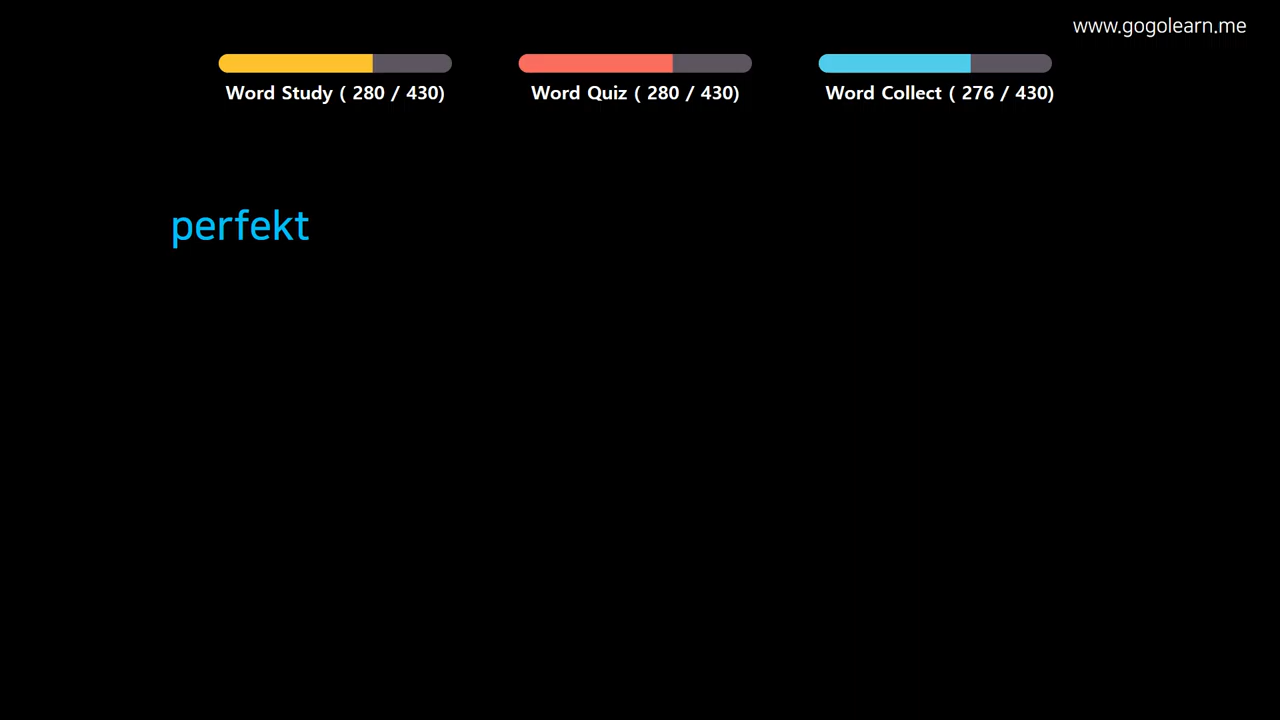 www.gogolearn.me
Word Study ( 280 / 430)
Word Quiz ( 280 / 430)
Word Collect ( 276 / 430)
perfekt